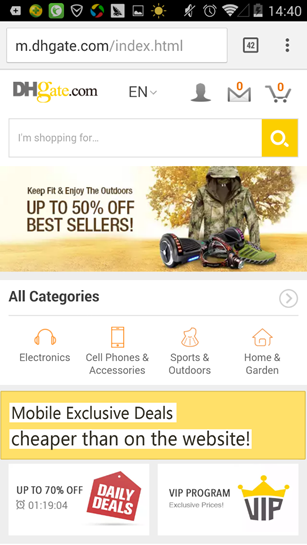 14:40
m.dhgate.com/index.html
42
DHgate.com
EN
0
0
I'm shopping for...
Keep Fit & Enjoy The Outdoors
UP TO 50% OFF
BEST SELLERS!
All Categories
Electronics
Cell Phones &
Accessories
Sports &
Outdoors
Home &
Garden
Mobile Exclusive Deals
cheaper than on the website!
UP TO 70% OFF
01:19:04
DAILY
DEALS
VIP PROGRAM
Exclusive Prices!
VIP